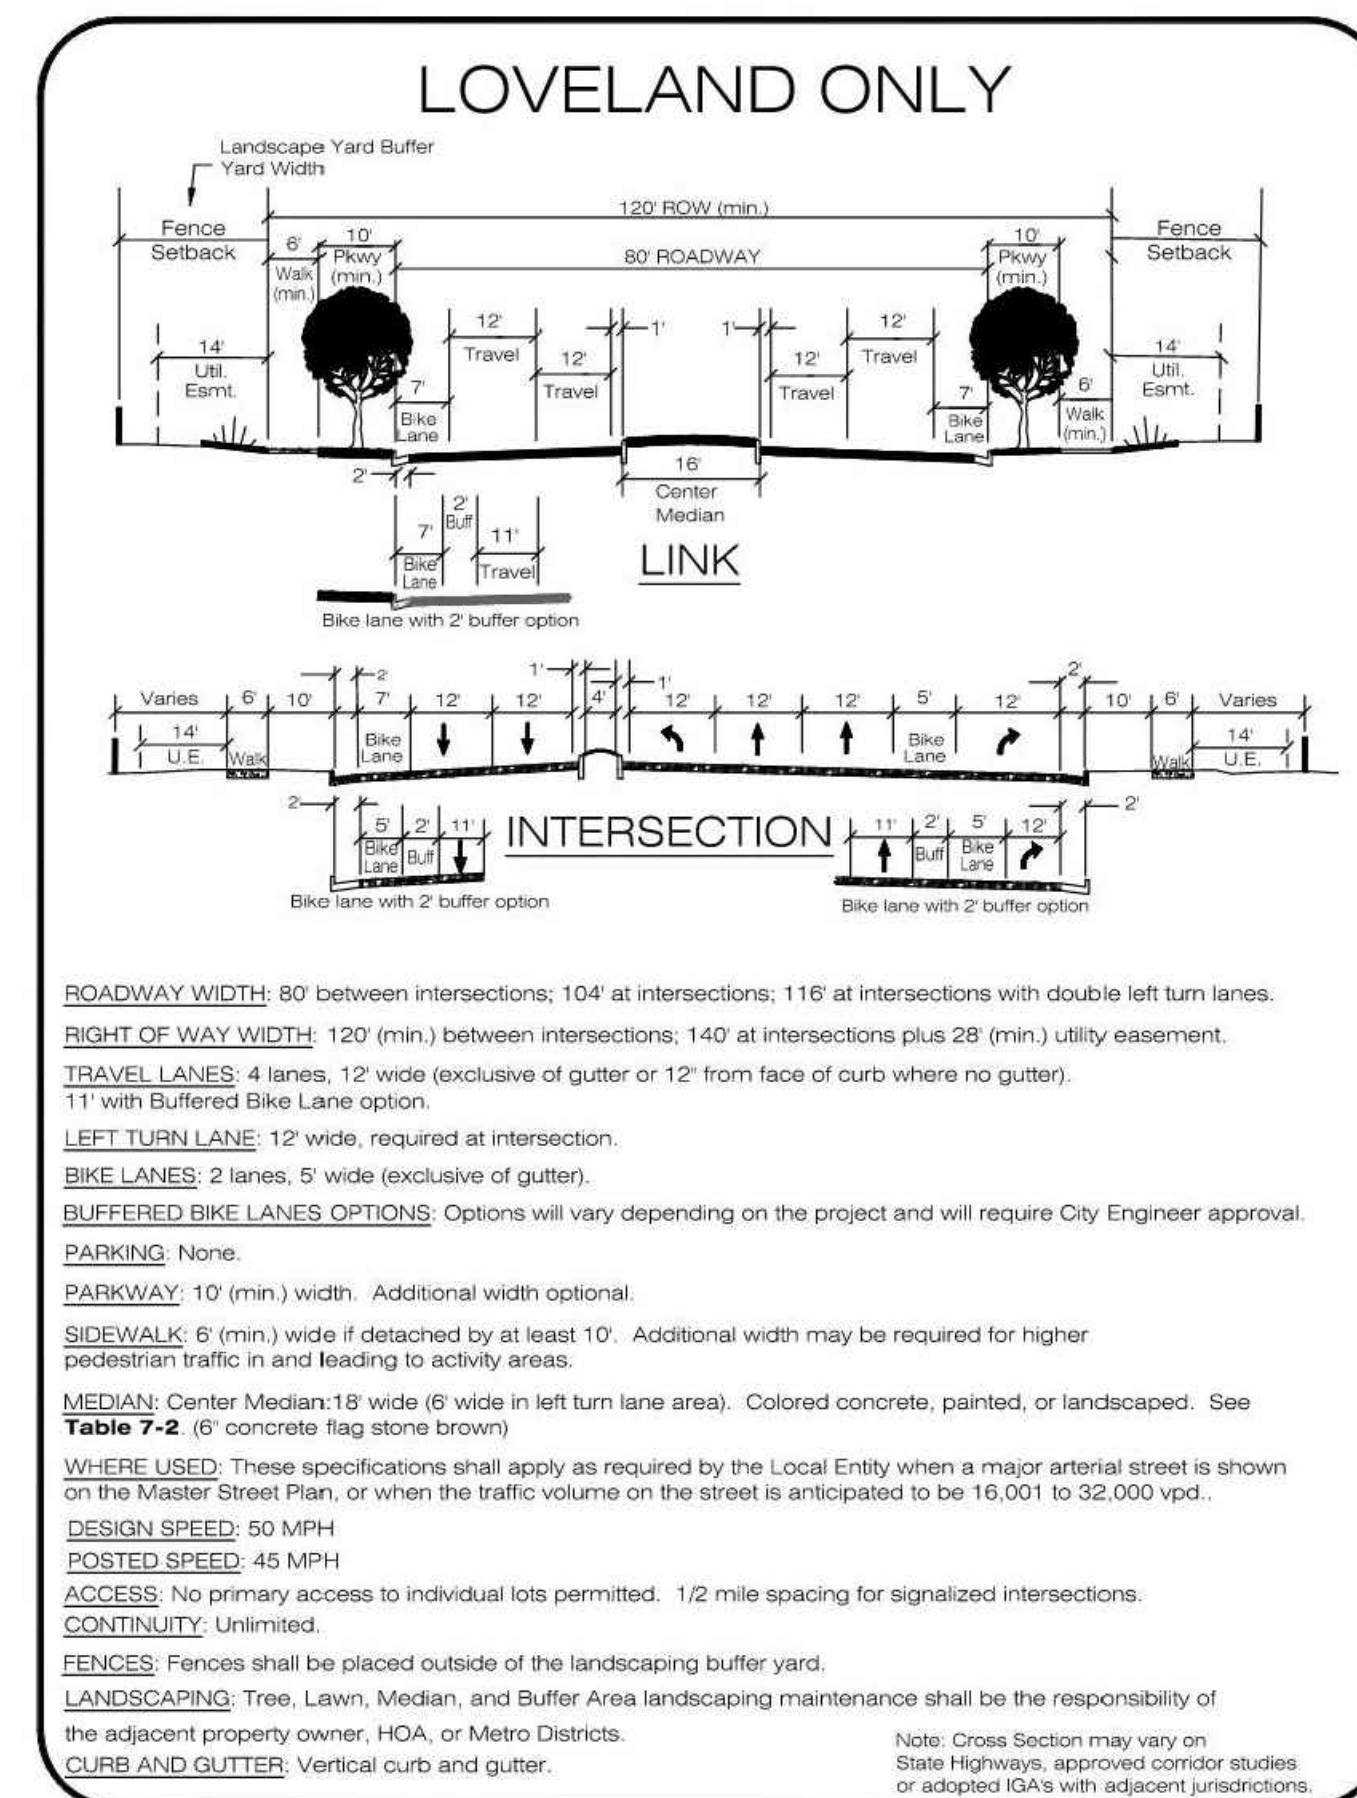 LOVELAND ONLY
Landscape Yard Buffer
Yard Width
120' ROW (min.)
Fence
Setback
6'
Walk
(min.)
10'
Pkwy
(min.)
80' ROADWAY
10'
Pkwy
(min.)
Fence
Setback
14'
Util.
Esmt.
7'
Bike
Lane
12'
Travel
12'
Travel
1'
1'
12'
Travel
12'
Travel
7'
Bike
Lane
6'
Walk
(min.)
14'
Util.
Esmt.
2'
16'
Center
Median
7'
Bike
Lane
2'
Buff
11'
Travel
LINK
Bike lane with 2' buffer option
2'
1'
1'
2'
Varies
6'
10'
7'
12'
12'
4'
12'
12'
12'
5'
12'
10'
6'
Varies
14'
U.E.
Walk
Bike
Lane
Bike
Lane
Walk
14'
U.E.
2'
5'
Bike
Lane
2'
Buff
11'
INTERSECTION
11'
2'
Buff
5'
Bike
Lane
12'
2'
Bike lane with 2' buffer option
Bike lane with 2' buffer option
ROADWAY WIDTH: 80' between intersections; 104' at intersections; 116' at intersections with double left turn lanes.
RIGHT OF WAY WIDTH: 120' (min.) between intersections; 140' at intersections plus 28' (min.) utility easement.
TRAVEL LANES: 4 lanes, 12' wide (exclusive of gutter or 12" from face of curb where no gutter).
11' with Buffered Bike Lane option.
LEFT TURN LANE: 12' wide, required at intersection.
BIKE LANES: 2 lanes, 5' wide (exclusive of gutter).
BUFFERED BIKE LANES OPTIONS: Options will vary depending on the project and will require City Engineer approval.
PARKING: None.
PARKWAY: 10' (min.) width. Additional width optional.
SIDEWALK: 6' (min.) wide if detached by at least 10'. Additional width may be required for higher
pedestrian traffic in and leading to activity areas.
MEDIAN: Center Median:18' wide (6' wide in left turn lane area). Colored concrete, painted, or landscaped. See
Table 7-2. (6" concrete flag stone brown)
WHERE USED: These specifications shall apply as required by the Local Entity when a major arterial street is shown
on the Master Street Plan, or when the traffic volume on the street is anticipated to be 16,001 to 32,000 vpd..
DESIGN SPEED: 50 MPH
POSTED SPEED: 45 MPH
ACCESS: No primary access to individual lots permitted. 1/2 mile spacing for signalized intersections.
CONTINUITY: Unlimited.
FENCES: Fences shall be placed outside of the landscaping buffer yard.
LANDSCAPING: Tree, Lawn, Median, and Buffer Area landscaping maintenance shall be the responsibility of
the adjacent property owner, HOA, or Metro Districts.
CURB AND GUTTER: Vertical curb and gutter.
Note: Cross Section may vary on
State Highways, approved corridor studies
or adopted IGA's with adjacent jurisdrictions.